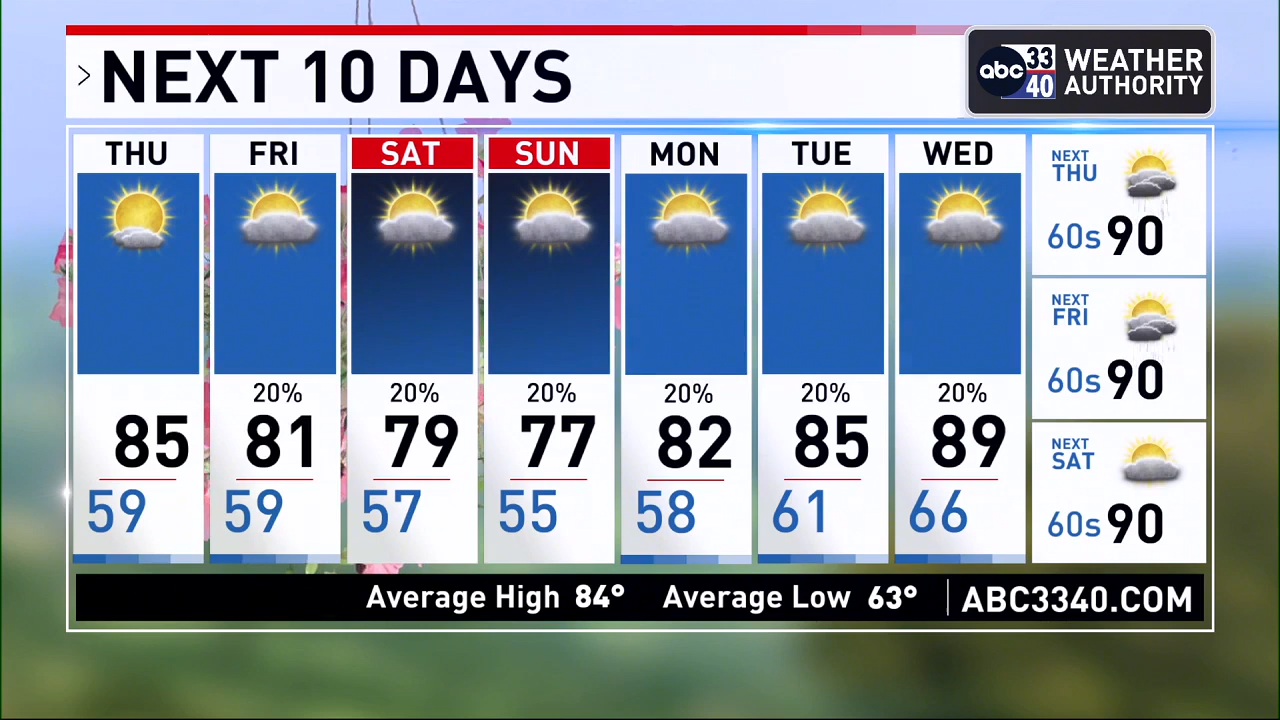 > NEXT 10 DAYS
abc 33 40 WEATHER AUTHORITY
THU FRI SAT SUN MON TUE WED
20% 20% 20% 20% 20% 20%
85 81 79 77 82 85 89
59 59 57 55 58 61 66
NEXT
THU
60s 90
NEXT
FRI
60s 90
NEXT
SAT
60s 90
Average High 84° Average Low 63° ABC3340.COM